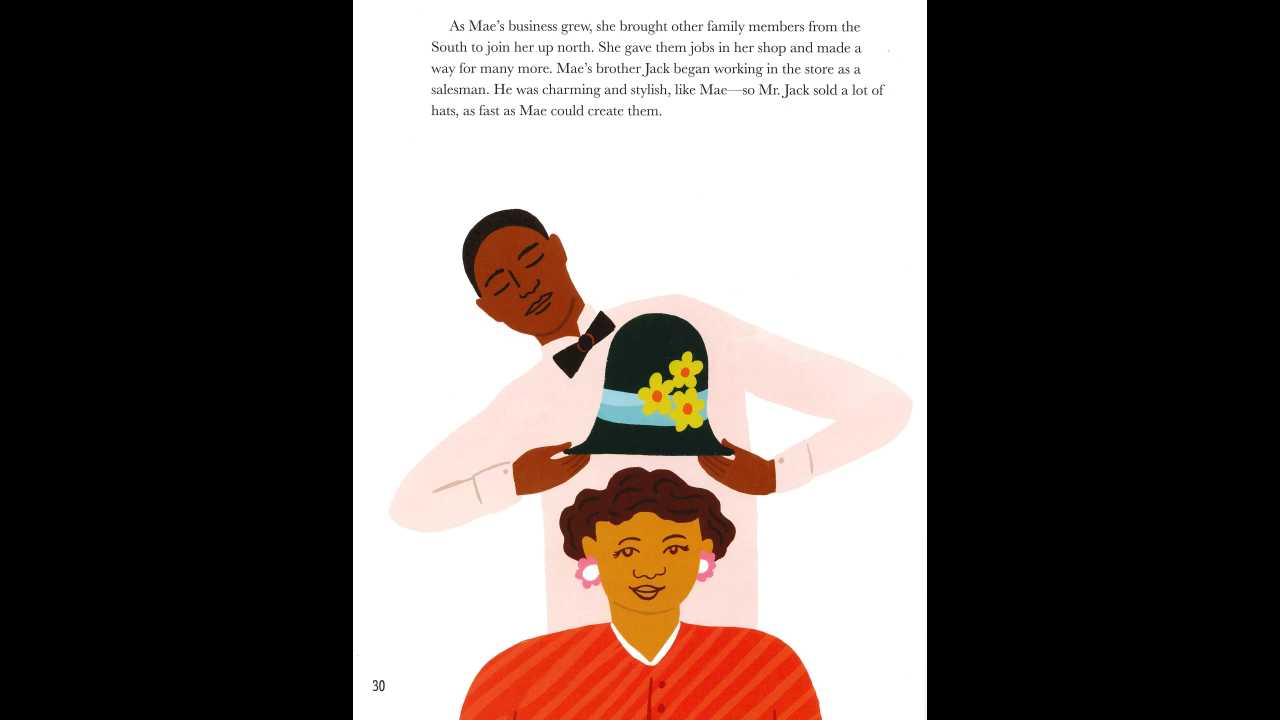 As Mae’s business grew, she brought other family members from the
South to join her up north. She gave them jobs in her shop and made a
way for many more. Mae’s brother Jack began working in the store as a
salesman. He was charming and stylish, like Mae—so Mr. Jack sold a lot of
hats, as fast as Mae could create them.
30